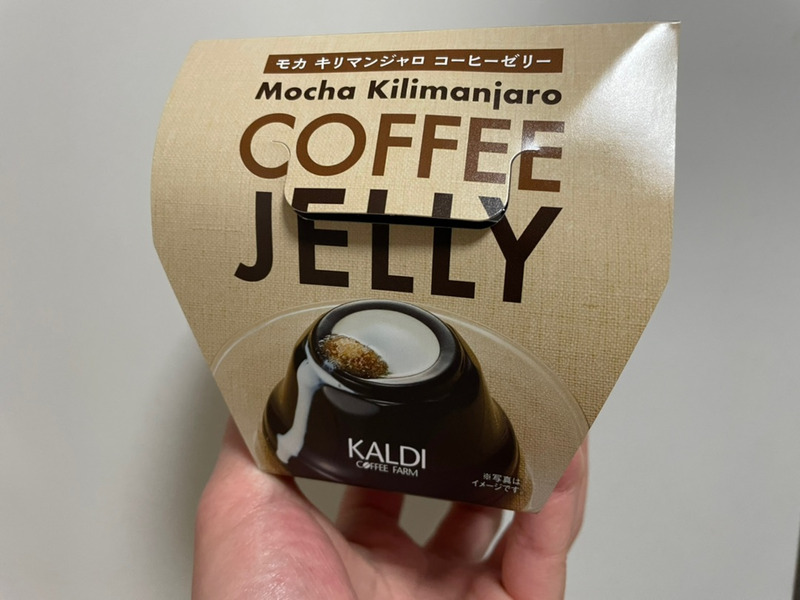 モカ キリマンジャロ コーヒーゼリー
Mocha Kilimanjaro
COFFEE
JELLY
KALDI
COFFEE FARM
※写真は
イメージです。